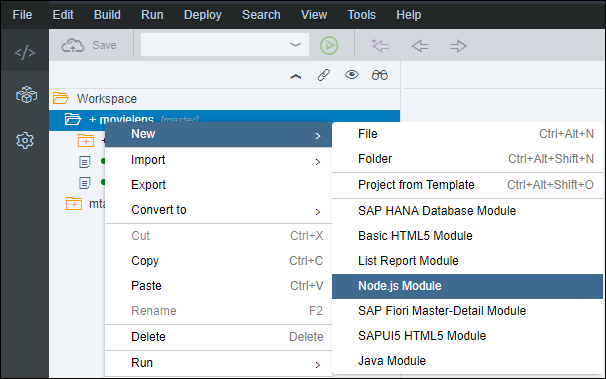 File Edit Build Run Deploy Search View Tools Help
Save
Workspace
+ movielens [master]
New
Import
Export
Convert to
Cut Ctrl+X
Copy Ctrl+C
Paste Ctrl+V
Rename F2
Delete Delete
Run
File Ctrl+Alt+N
Folder Ctrl+Alt+Shift+N
Project from Template Ctrl+Alt+Shift+O
SAP HANA Database Module
Basic HTML5 Module
List Report Module
Node.js Module
SAP Fiori Master-Detail Module
SAPUI5 HTML5 Module
Java Module